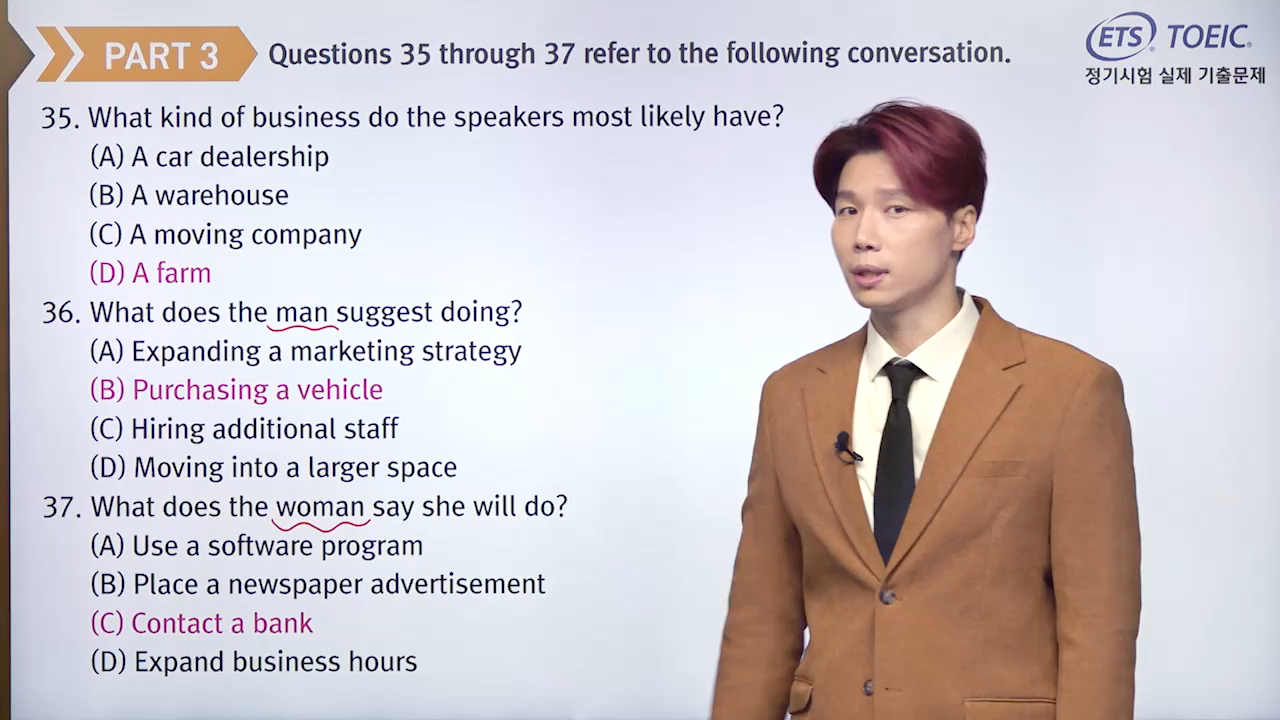 PART 3
Questions 35 through 37 refer to the following conversation.
ETS TOEIC
정기시험 실제 기출문제
35. What kind of business do the speakers most likely have?
(A) A car dealership
(B) A warehouse
(C) A moving company
(D) A farm
36. What does the man suggest doing?
(A) Expanding a marketing strategy
(B) Purchasing a vehicle
(C) Hiring additional staff
(D) Moving into a larger space
37. What does the woman say she will do?
(A) Use a software program
(B) Place a newspaper advertisement
(C) Contact a bank
(D) Expand business hours